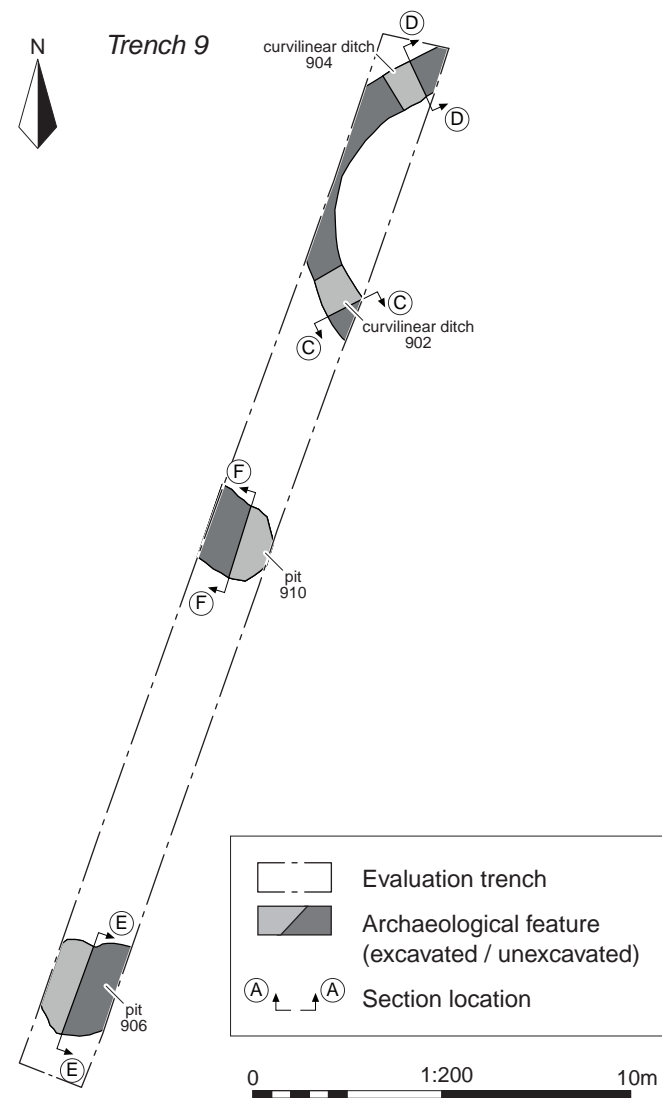 N
Trench 9
D
curvilinear ditch
904
D
C
curvilinear ditch
902
C
F
pit
910
F
E
pit
906
E
Evaluation trench
Archaeological feature
(excavated / unexcavated)
A A Section location
0 1:200 10m